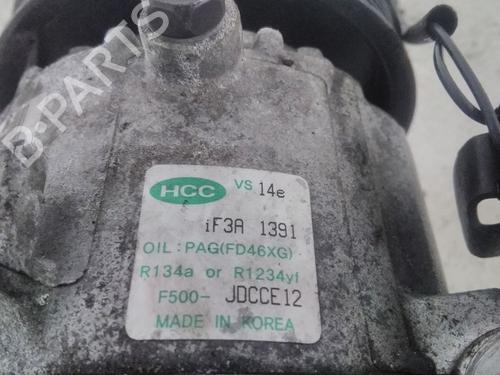 B-PARTS
HCC VS 14e
iF3A 1391
OIL : PAG(FD46XG)
R134a or R1234yf
F500- JDCCE12
MADE IN KOREA